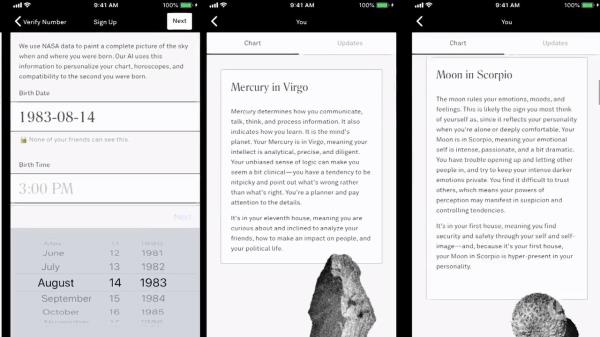 9:41 AM
100%
Verify Number
Sign Up
Next
We use NASA data to paint a complete picture of the sky
when and where you were born. Our AI uses this
information to personalize your chart, horoscopes, and
compatibility to the second you were born.
Birth Date
1983-08-14
None of your friends can see this.
Birth Time
3:00 PM
Next
May 11 1980
June 12 1981
July 13 1982
August 14 1983
September 15 1984
October 16 1985
9:41 AM
100%
You
Chart
Updates
Mercury in Virgo
Mercury determines how you communicate,
talk, think, and process information. It also
indicates how you learn. It is the mind's
planet. Your Mercury is in Virgo, meaning your
intellect is analytical, precise, and diligent.
Your unbiased sense of logic can make you
seem a bit clinical—you have a tendency to be
nitpicky and point out what's wrong rather
than what's right. You're a planner and pay
attention to the details.
It's in your eleventh house, meaning you are
curious about and inclined to analyze your
friends, how to make an impact on people, and
your political life.
9:41 AM
100%
You
Chart
Updates
Moon in Scorpio
The moon rules your emotions, moods, and
feelings. This is likely the sign you most think
of yourself as, since it reflects your personality
when you're alone or deeply comfortable. Your
Moon is in Scorpio, meaning your emotional
self is intense, passionate, and a bit dramatic.
You have trouble opening up and letting other
people in, and try to keep your intense darker
emotions private. You find it difficult to trust
others, which means your powers of
perception may manifest in suspicion and
controlling tendencies.
It's in your first house, meaning you find
security and safety through your self and self-
image—and, because it's your first house,
your Moon in Scorpio is hyper-present in your
personality.